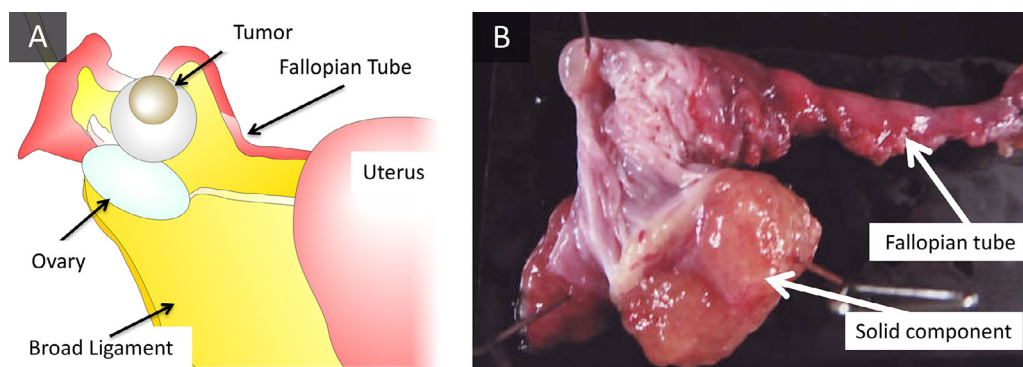 A
Tumor
Fallopian Tube
Uterus
Ovary
Broad Ligament
B
Fallopian tube
Solid component